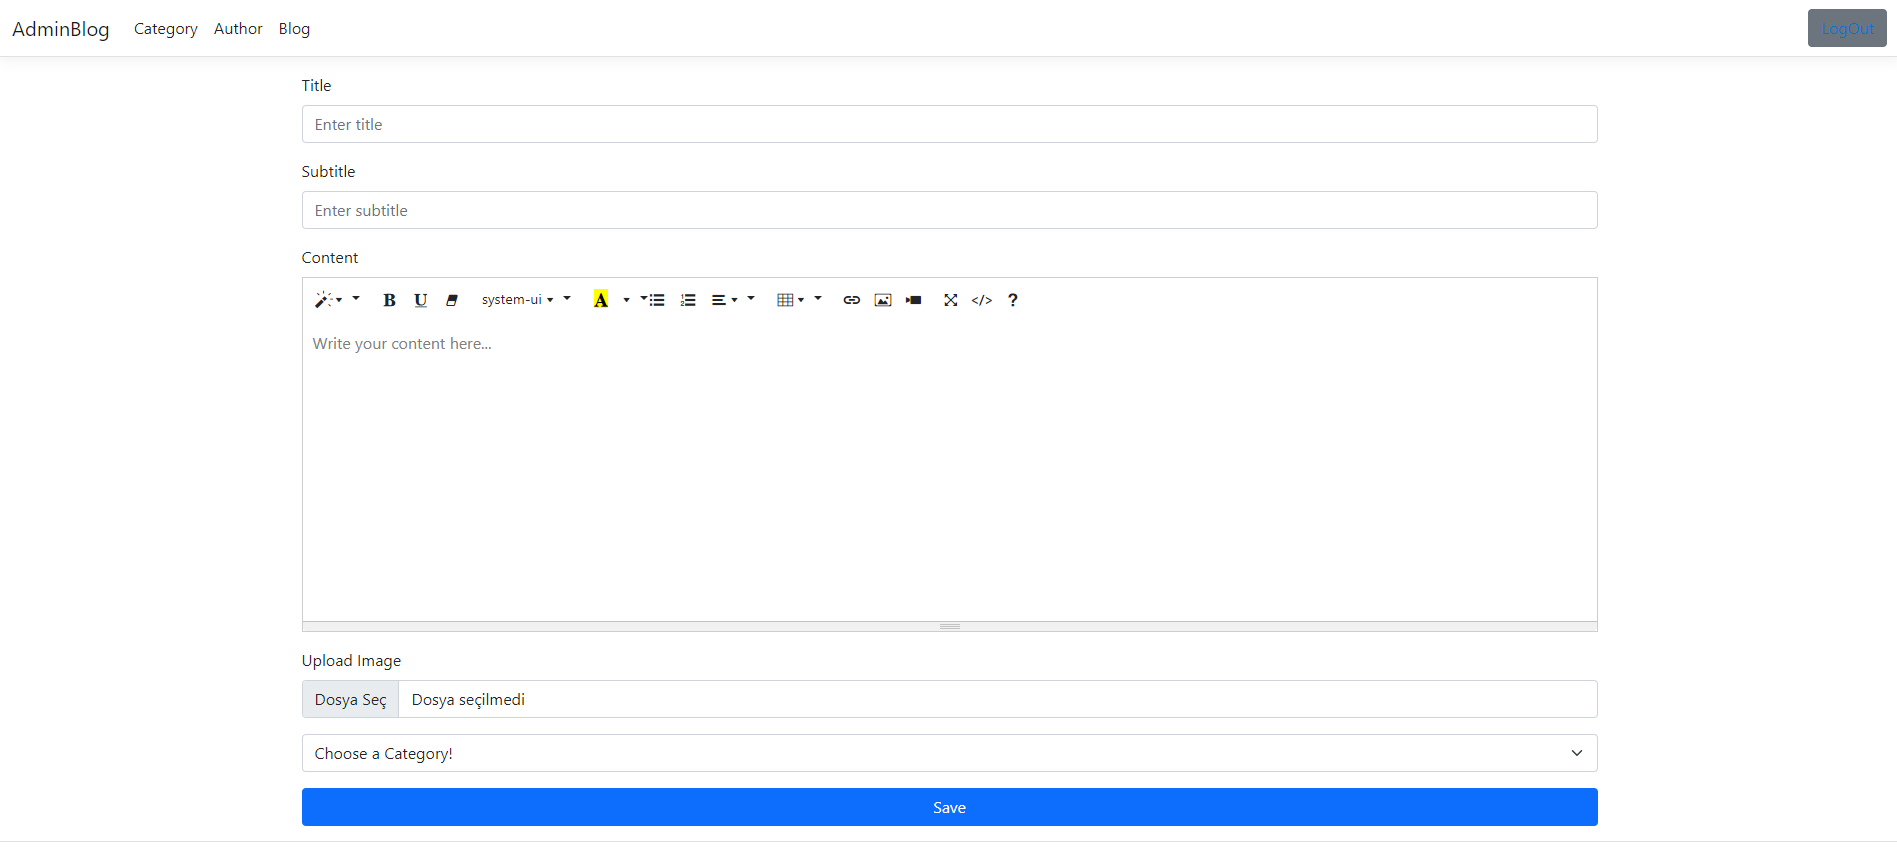 AdminBlog Category Author Blog LogOut
Title
Enter title
Subtitle
Enter subtitle
Content
B U system-ui A </> ?
Write your content here...
Upload Image
Dosya Seç Dosya seçilmedi
Choose a Category!
Save